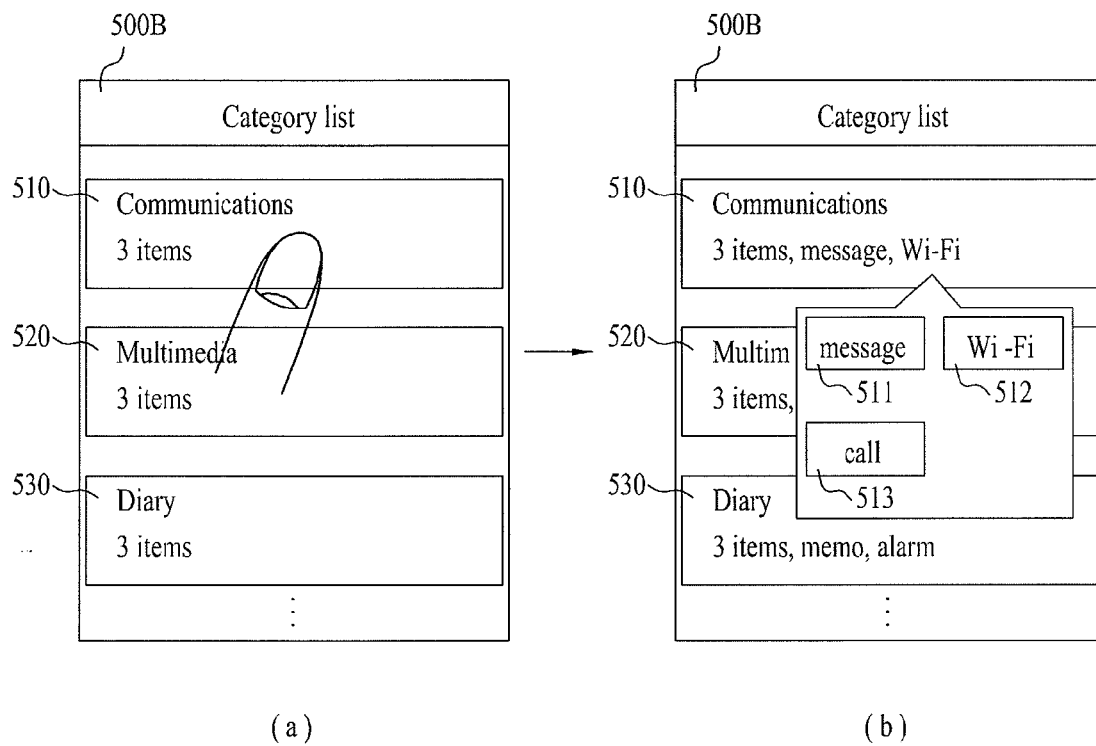 500B
Category list
510
Communications
3 items
520
Multimedia
3 items
530
Diary
3 items
(a)
500B
Category list
510
Communications
3 items, message, Wi-Fi
520
Multim
3 items,
message
Wi-Fi
511
512
call
513
530
Diary
3 items, memo, alarm
(b)